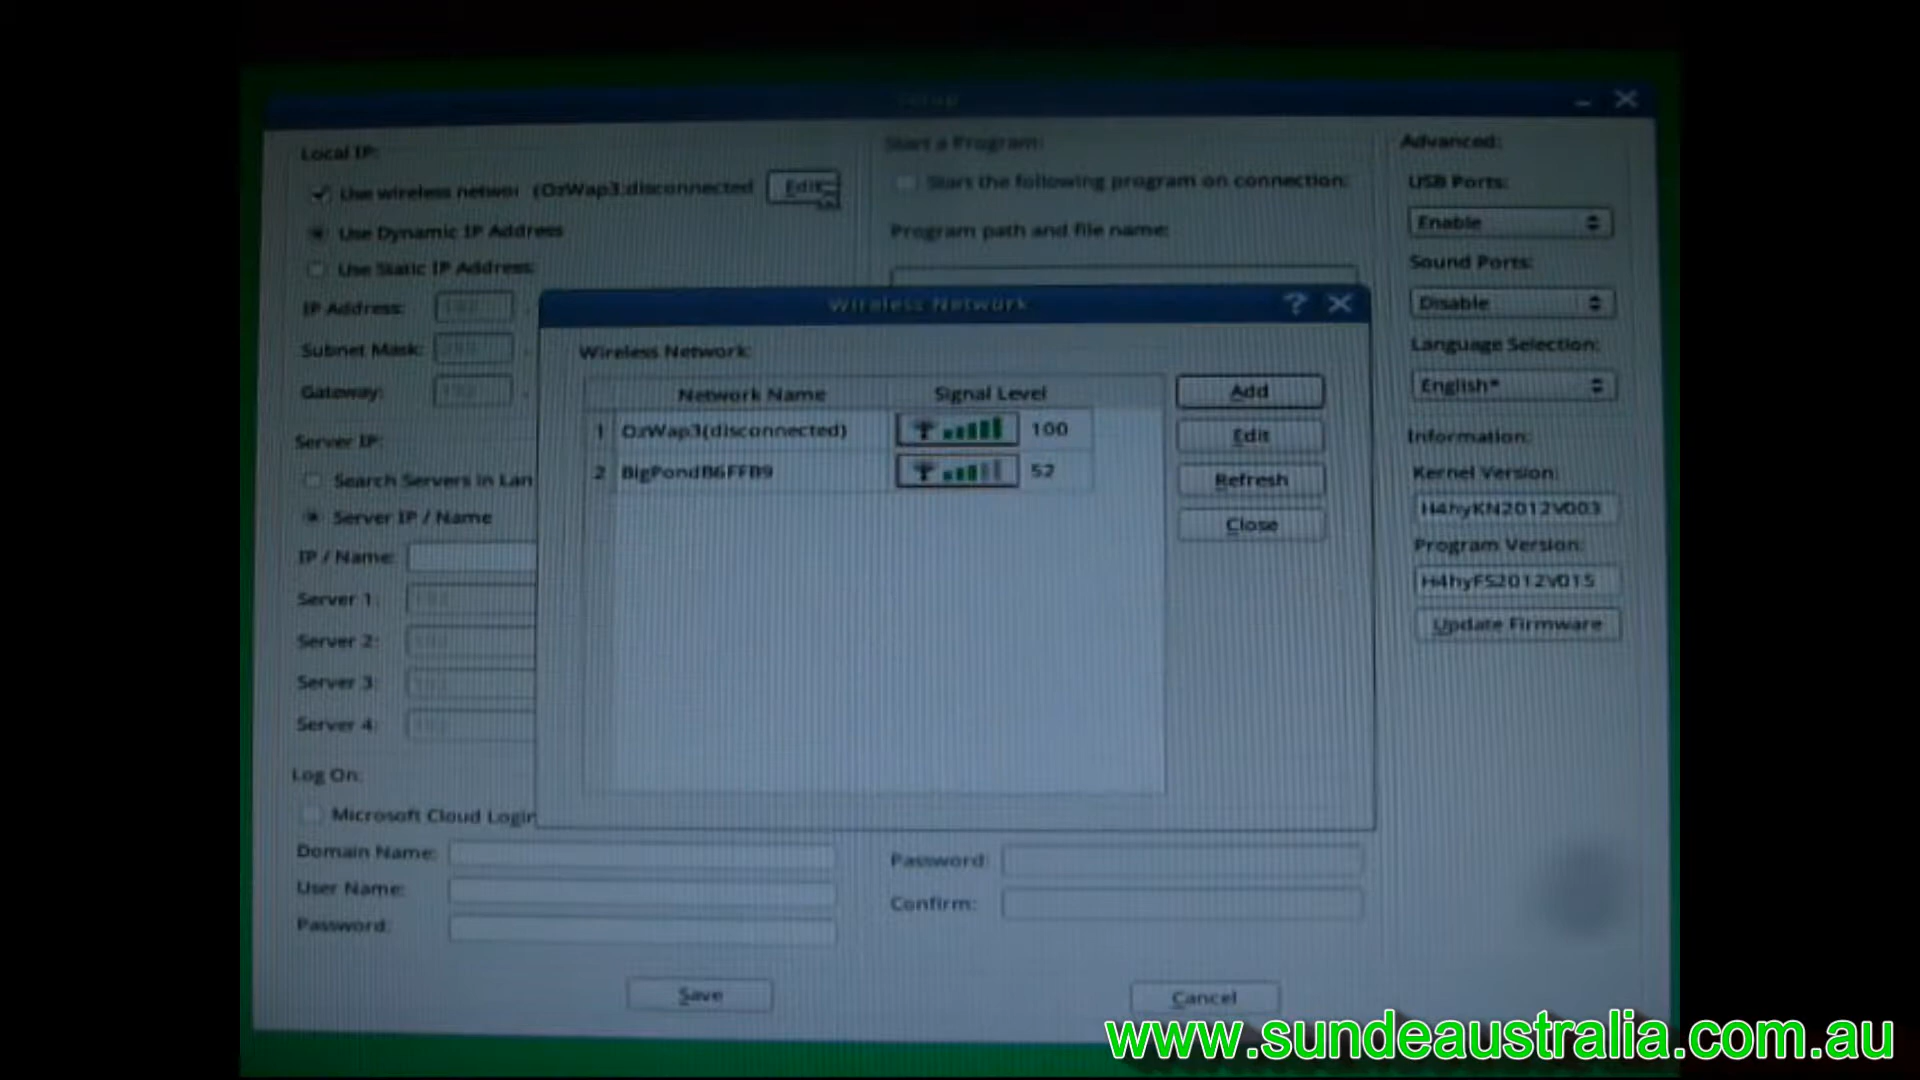 Setup
Local IP:
Use wireless networ (OzWap3:disconnected Edit
Use Dynamic IP Address
Use Static IP Address:
IP Address:
Subnet Mask:
Gateway:
Server IP:
Search Servers in Lan
Server IP / Name
IP / Name:
Server 1:
Server 2:
Server 3:
Server 4:
Log On:
Microsoft Cloud Login
Domain Name:
User Name:
Password:
Save
Start a Program:
Start the following program on connection:
Program path and file name:
Wireless Network
Wireless Network:
Network Name Signal Level
1 OzWap3(disconnected) 100
2 BigPondB6FFB9 52
Add
Edit
Refresh
Close
Password:
Confirm:
Cancel
Advanced:
USB Ports:
Enable
Sound Ports:
Disable
Language Selection:
English*
Information:
Kernel Version:
H4hyKN2012V003
Program Version:
H4hyFS2012V015
Update Firmware
www.sundeaustralia.com.au